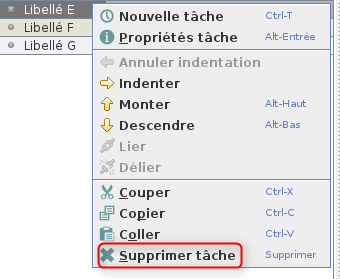 Libellé E
Libellé F
Libellé G
Nouvelle tâche Ctrl-T
Propriétés tâche Alt-Entrée
Annuler indentation
Indenter
Monter Alt-Haut
Descendre Alt-Bas
Lier
Délier
Couper Ctrl-X
Copier Ctrl-C
Coller Ctrl-V
Supprimer tâche Supprimer